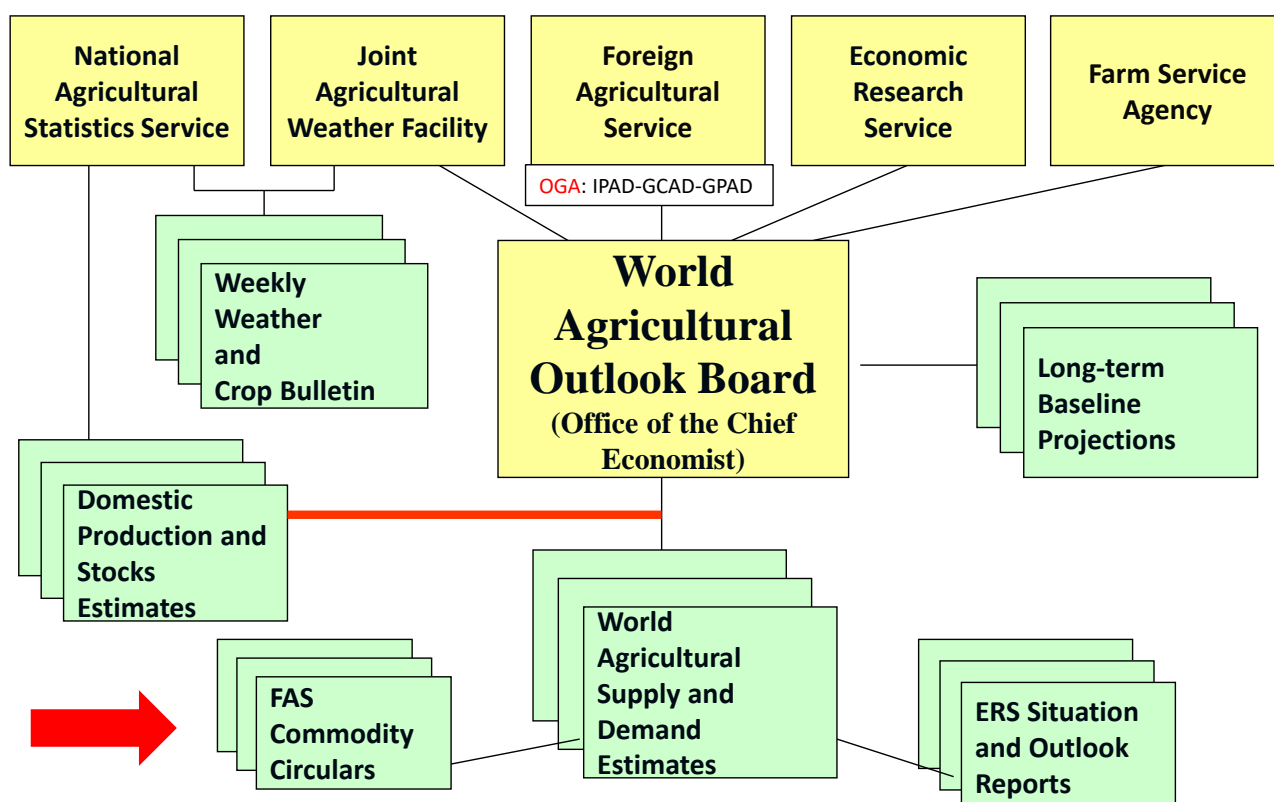 National
Agricultural
Statistics Service
Joint
Agricultural
Weather Facility
Foreign
Agricultural
Service
Economic
Research
Service
Farm Service
Agency
OGA: IPAD-GCAD-GPAD
World
Agricultural
Outlook Board
(Office of the Chief
Economist)
Weekly
Weather
and
Crop Bulletin
Long-term
Baseline
Projections
Domestic
Production and
Stocks
Estimates
World
Agricultural
Supply and
Demand
Estimates
FAS
Commodity
Circulars
ERS Situation
and Outlook
Reports